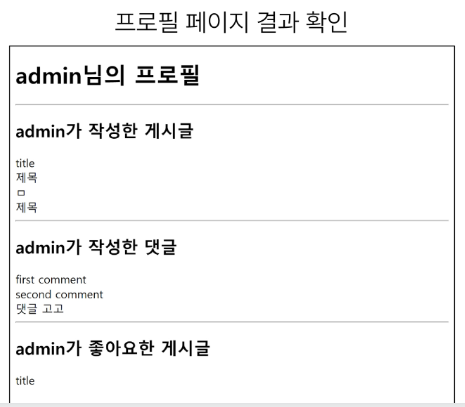 프로필 페이지 결과 확인
admin님의 프로필
admin가 작성한 게시글
title
제목
ㅁ
제목
admin가 작성한 댓글
first comment
second comment
댓글 고고
admin가 좋아요한 게시글
title